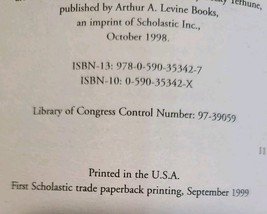 Terhune,
published by Arthur A. Levine Books,
an imprint of Scholastic Inc.,
October 1998.
ISBN-13: 978-0-590-35342-7
ISBN-10: 0-590-35342-X
Library of Congress Control Number: 97-39059
Printed in the U.S.A.
First Scholastic trade paperback printing, September 1999